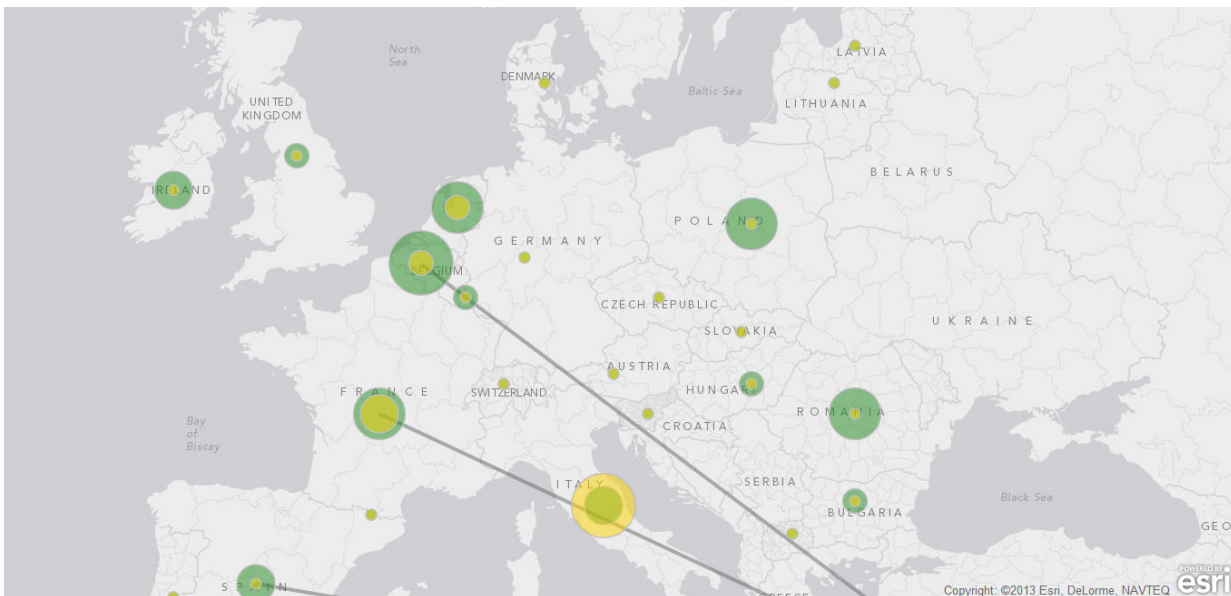 North
Sea
LATVIA
DENMARK
Baltic Sea
LITHUANIA
UNITED
KINGDOM
BELARUS
IRELAND
POLAND
GERMANY
BELGIUM
CZECH REPUBLIC
UKRAINE
SLOVAKIA
AUSTRIA
FRANCE
SWITZERLAND
HUNGARY
ROMANIA
Bay
of
Biscay
CROATIA
ITALY
SERBIA
Black Sea
BULGARIA
GEO
SPAIN
GREECE
POWERED BY
esri
Copyright: ©2013 Esri, DeLorme, NAVTEQ